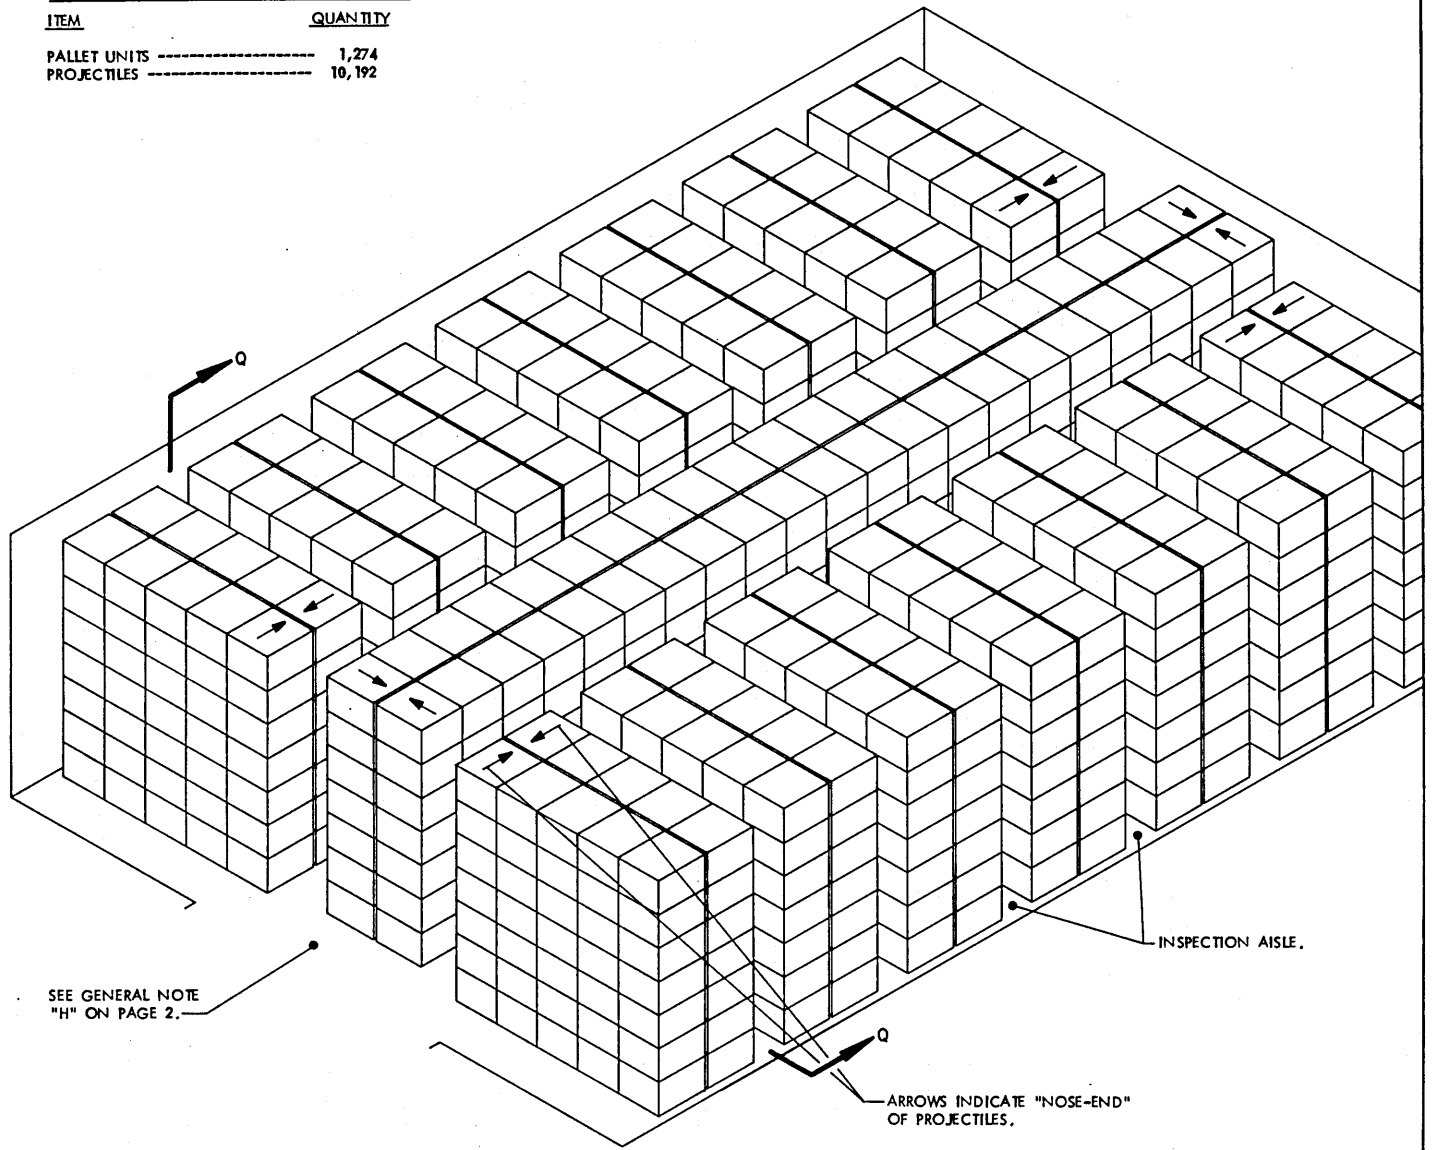 ITEM QUANTITY
PALLET UNITS ------------------- 1,274
PROJECTILES -------------------- 10,192
Q
SEE GENERAL NOTE
"H" ON PAGE 2.
INSPECTION AISLE.
Q
ARROWS INDICATE "NOSE-END"
OF PROJECTILES.